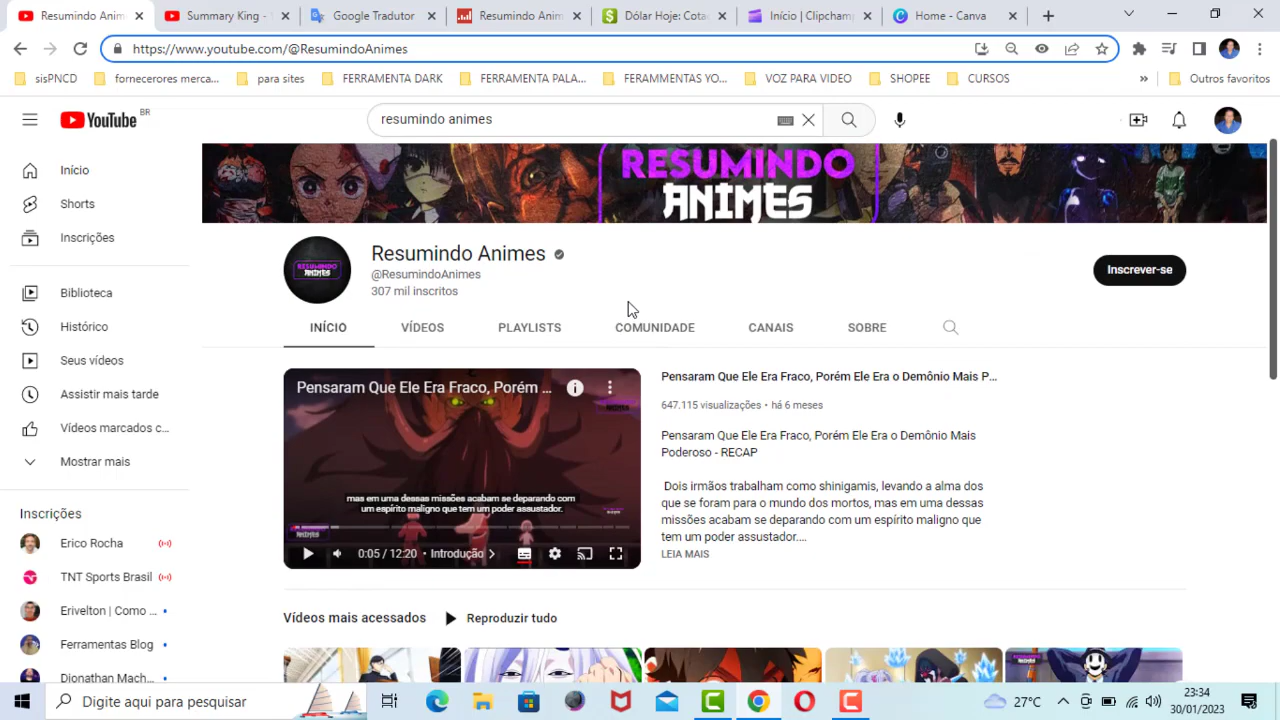 Resumindo Anim
Summary King -
Google Tradutor
Resumindo Anim
Dólar Hoje: Cota
Início | Clipcham
Home - Canva
https://www.youtube.com/@ResumindoAnimes
sisPNCD
fornecerores merca...
para sites
FERRAMENTA DARK
FERRAMENTA PALA...
FERAMMENTAS YO...
VOZ PARA VIDEO
SHOPEE
CURSOS
»
Outros favoritos
YouTube BR
resumindo animes
RESUMINDO
ANIMES
Início
Shorts
Inscrições
Biblioteca
Histórico
Seus vídeos
Assistir mais tarde
Vídeos marcados c...
Mostrar mais
Inscrições
Erico Rocha
TNT Sports Brasil
Erivelton | Como ...
Ferramentas Blog
Dionathan Mach...
RESUMINDO
ANIMES
Resumindo Animes
@ResumindoAnimes
307 mil inscritos
Inscrever-se
INÍCIO
VÍDEOS
PLAYLISTS
COMUNIDADE
CANAIS
SOBRE
Pensaram Que Ele Era Fraco, Porém ...
mas em uma dessas missões acabam se deparando com
um espírito maligno que tem um poder assustador.
0:05 / 12:20 • Introdução
Pensaram Que Ele Era Fraco, Porém Ele Era o Demônio Mais P...
647.115 visualizações • há 6 meses
Pensaram Que Ele Era Fraco, Porém Ele Era o Demônio Mais
Poderoso - RECAP
Dois irmãos trabalham como shinigamis, levando a alma dos
que se foram para o mundo dos mortos, mas em uma dessas
missões acabam se deparando com um espírito maligno que
tem um poder assustador....
LEIA MAIS
Vídeos mais acessados
Reproduzir tudo
Digite aqui para pesquisar
27°C
23:34
30/01/2023